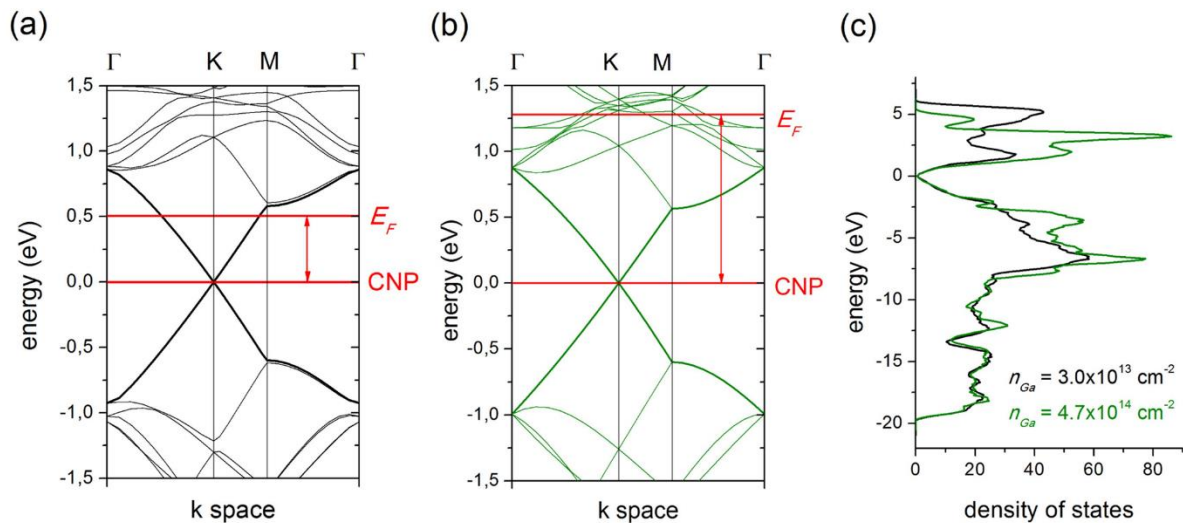 (a)
Γ K M Γ
energy (eV)
1,5
1,0
0,5
0,0
-0,5
-1,0
-1,5
E_F
CNP
k space
(b)
Γ K M Γ
energy (eV)
1,5
1,0
0,5
0,0
-0,5
-1,0
-1,5
E_F
CNP
k space
(c)
energy (eV)
5
0
-5
-10
-15
-20
n_Ga = 3.0x10^13 cm^-2
n_Ga = 4.7x10^14 cm^-2
0 20 40 60 80
density of states